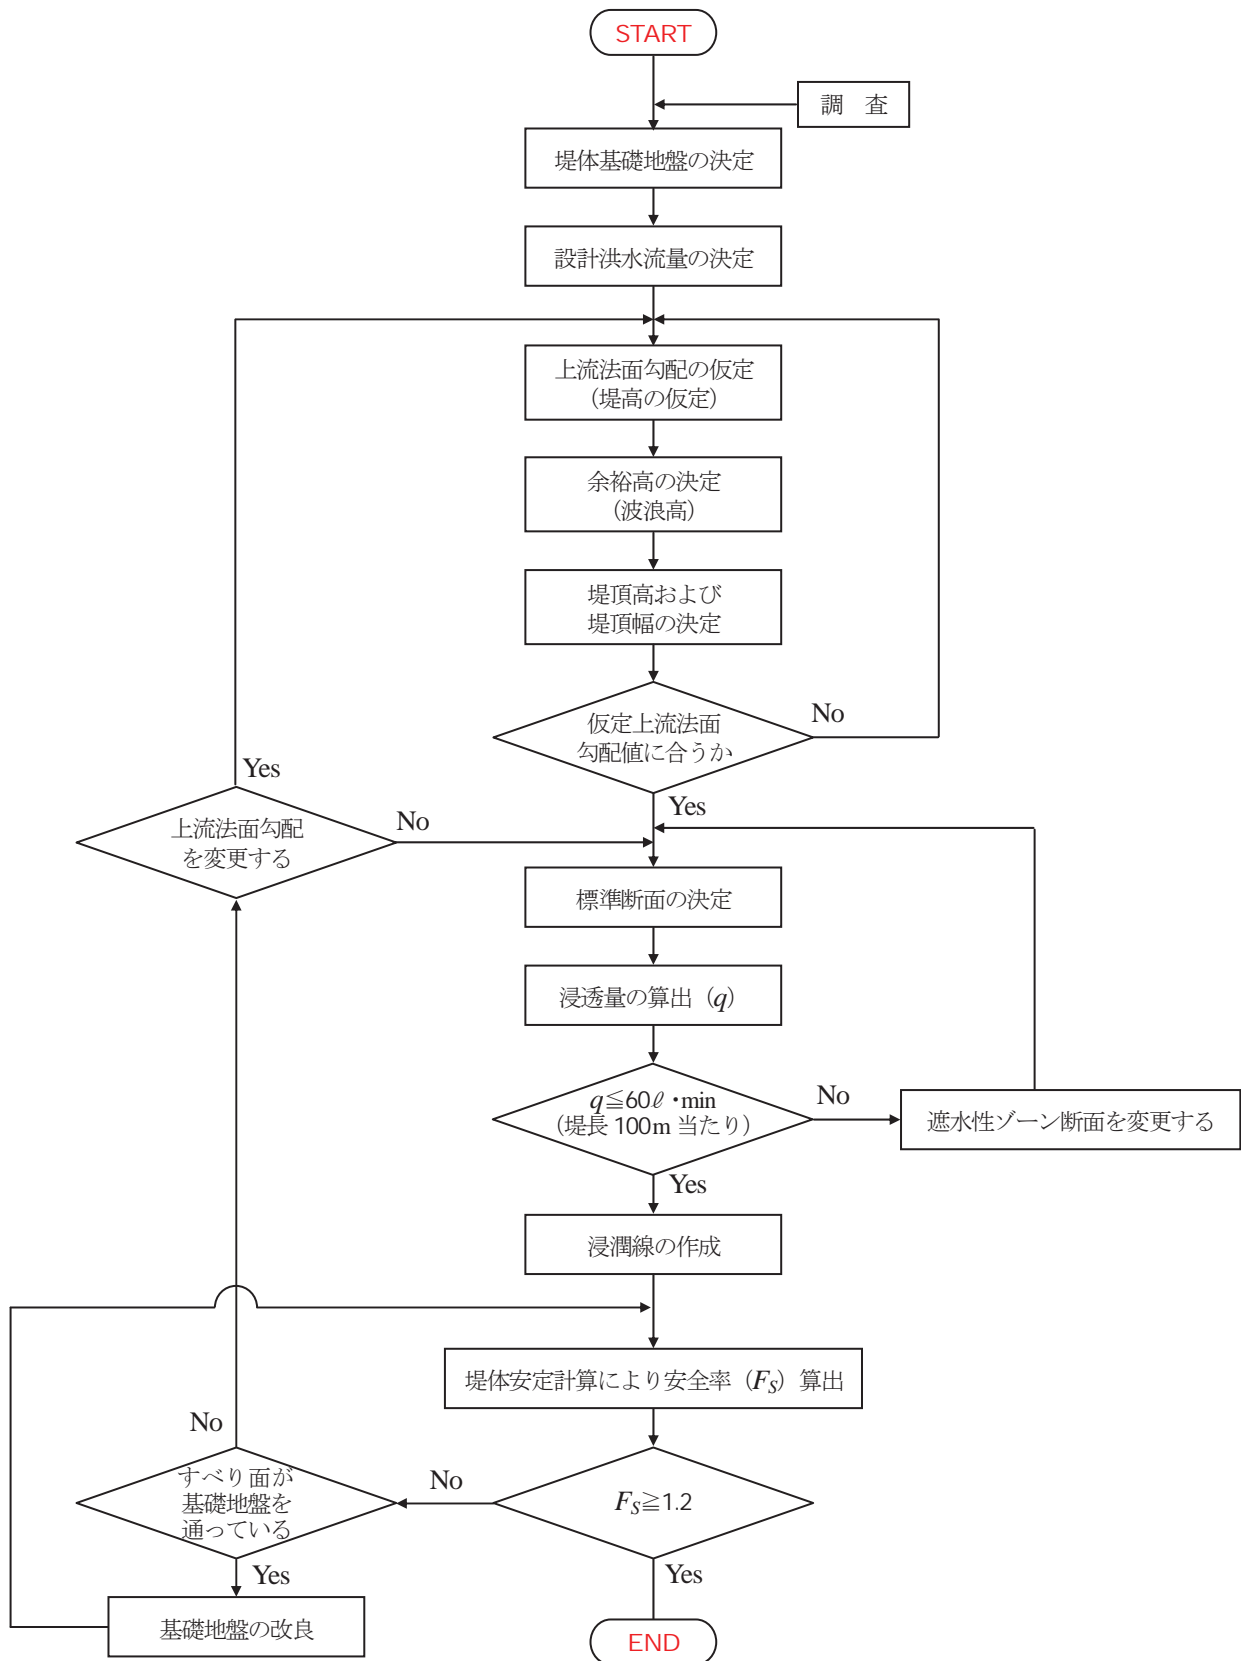 START
調　査
堤体基礎地盤の決定
設計洪水流量の決定
上流法面勾配の仮定
（堤高の仮定）
余裕高の決定
（波浪高）
堤頂高および
堤頂幅の決定
仮定上流法面
勾配値に合うか
No
Yes
Yes
上流法面勾配
を変更する
No
標準断面の決定
浸透量の算出（q）
q≦60ℓ・min
（堤長 100m 当たり）
No
遮水性ゾーン断面を変更する
Yes
浸潤線の作成
堤体安定計算により安全率（FS）算出
No
すべり面が
基礎地盤を
通っている
No
FS≧1.2
Yes
Yes
基礎地盤の改良
END